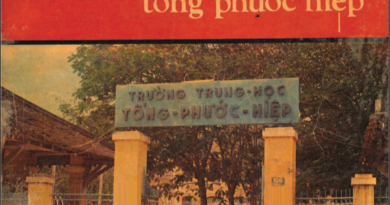 tống phước hiệp
TRƯỜNG TRUNG-HỌC
TỐNG-PHƯỚC-HIỆP